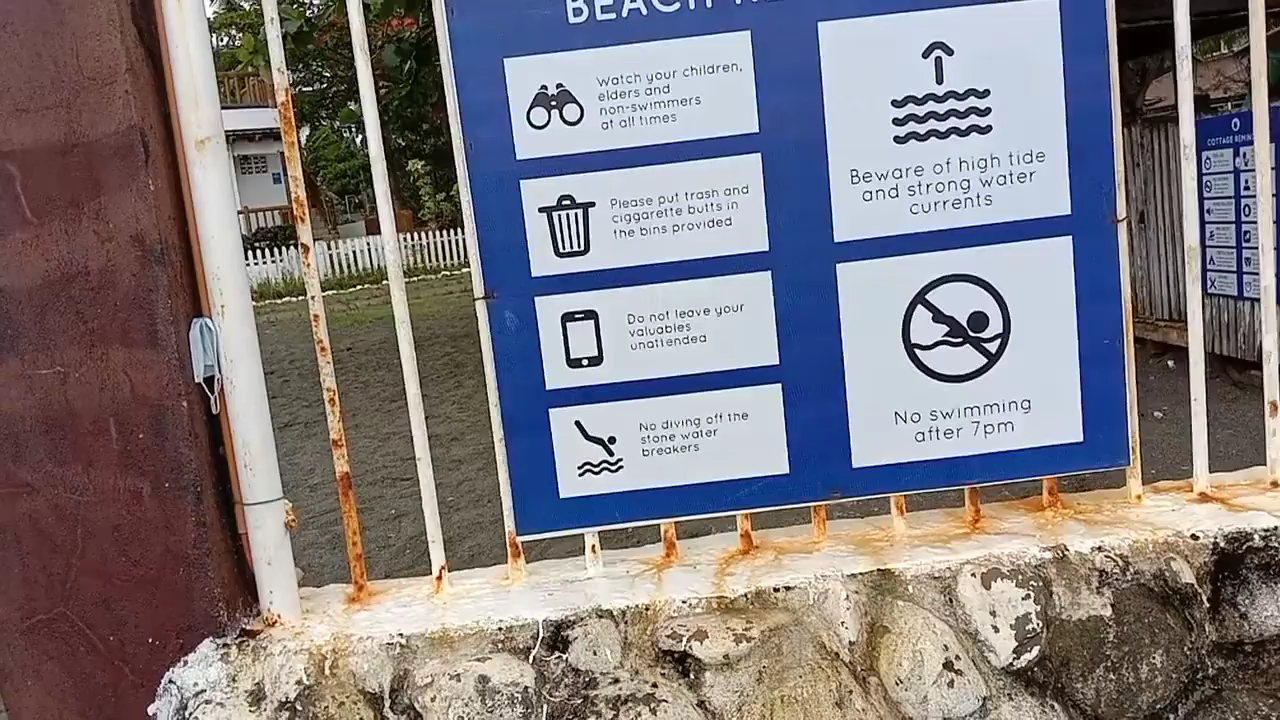 BEACH
Watch your children,
elders and
non-swimmers
at all times
Please put trash and
ciggarette butts in
the bins provided
Do not leave your
valuables
unattended
No diving off the
stone water
breakers
Beware of high tide
and strong water
currents
No swimming
after 7pm
COTTAGE